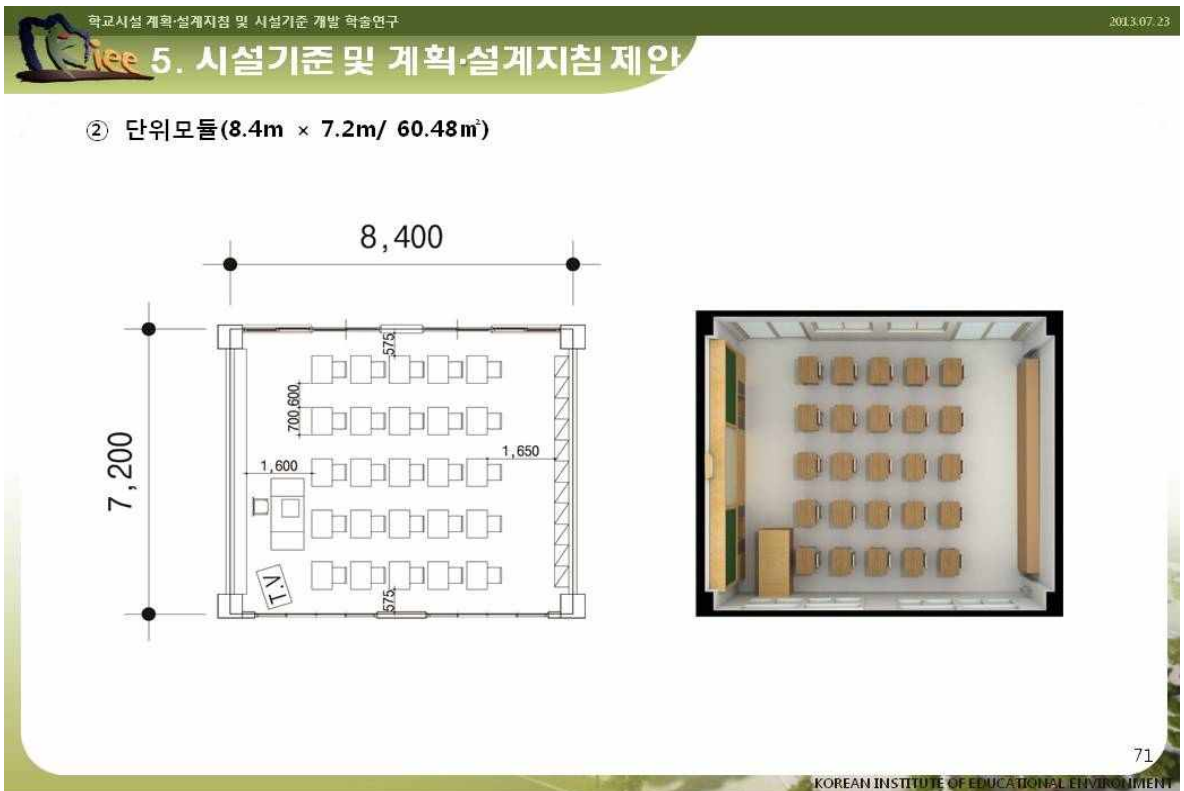 학교시설 계획·설계지침 및 시설기준 개발 학술연구
2013.07.23
iee
5. 시설기준 및 계획·설계지침 제안
② 단위모듈(8.4m × 7.2m/ 60.48㎡)
8,400
7,200
575
700,600
1,600
1,650
T.V
575
71
KOREAN INSTITUTE OF EDUCATIONAL ENVIRONMENT